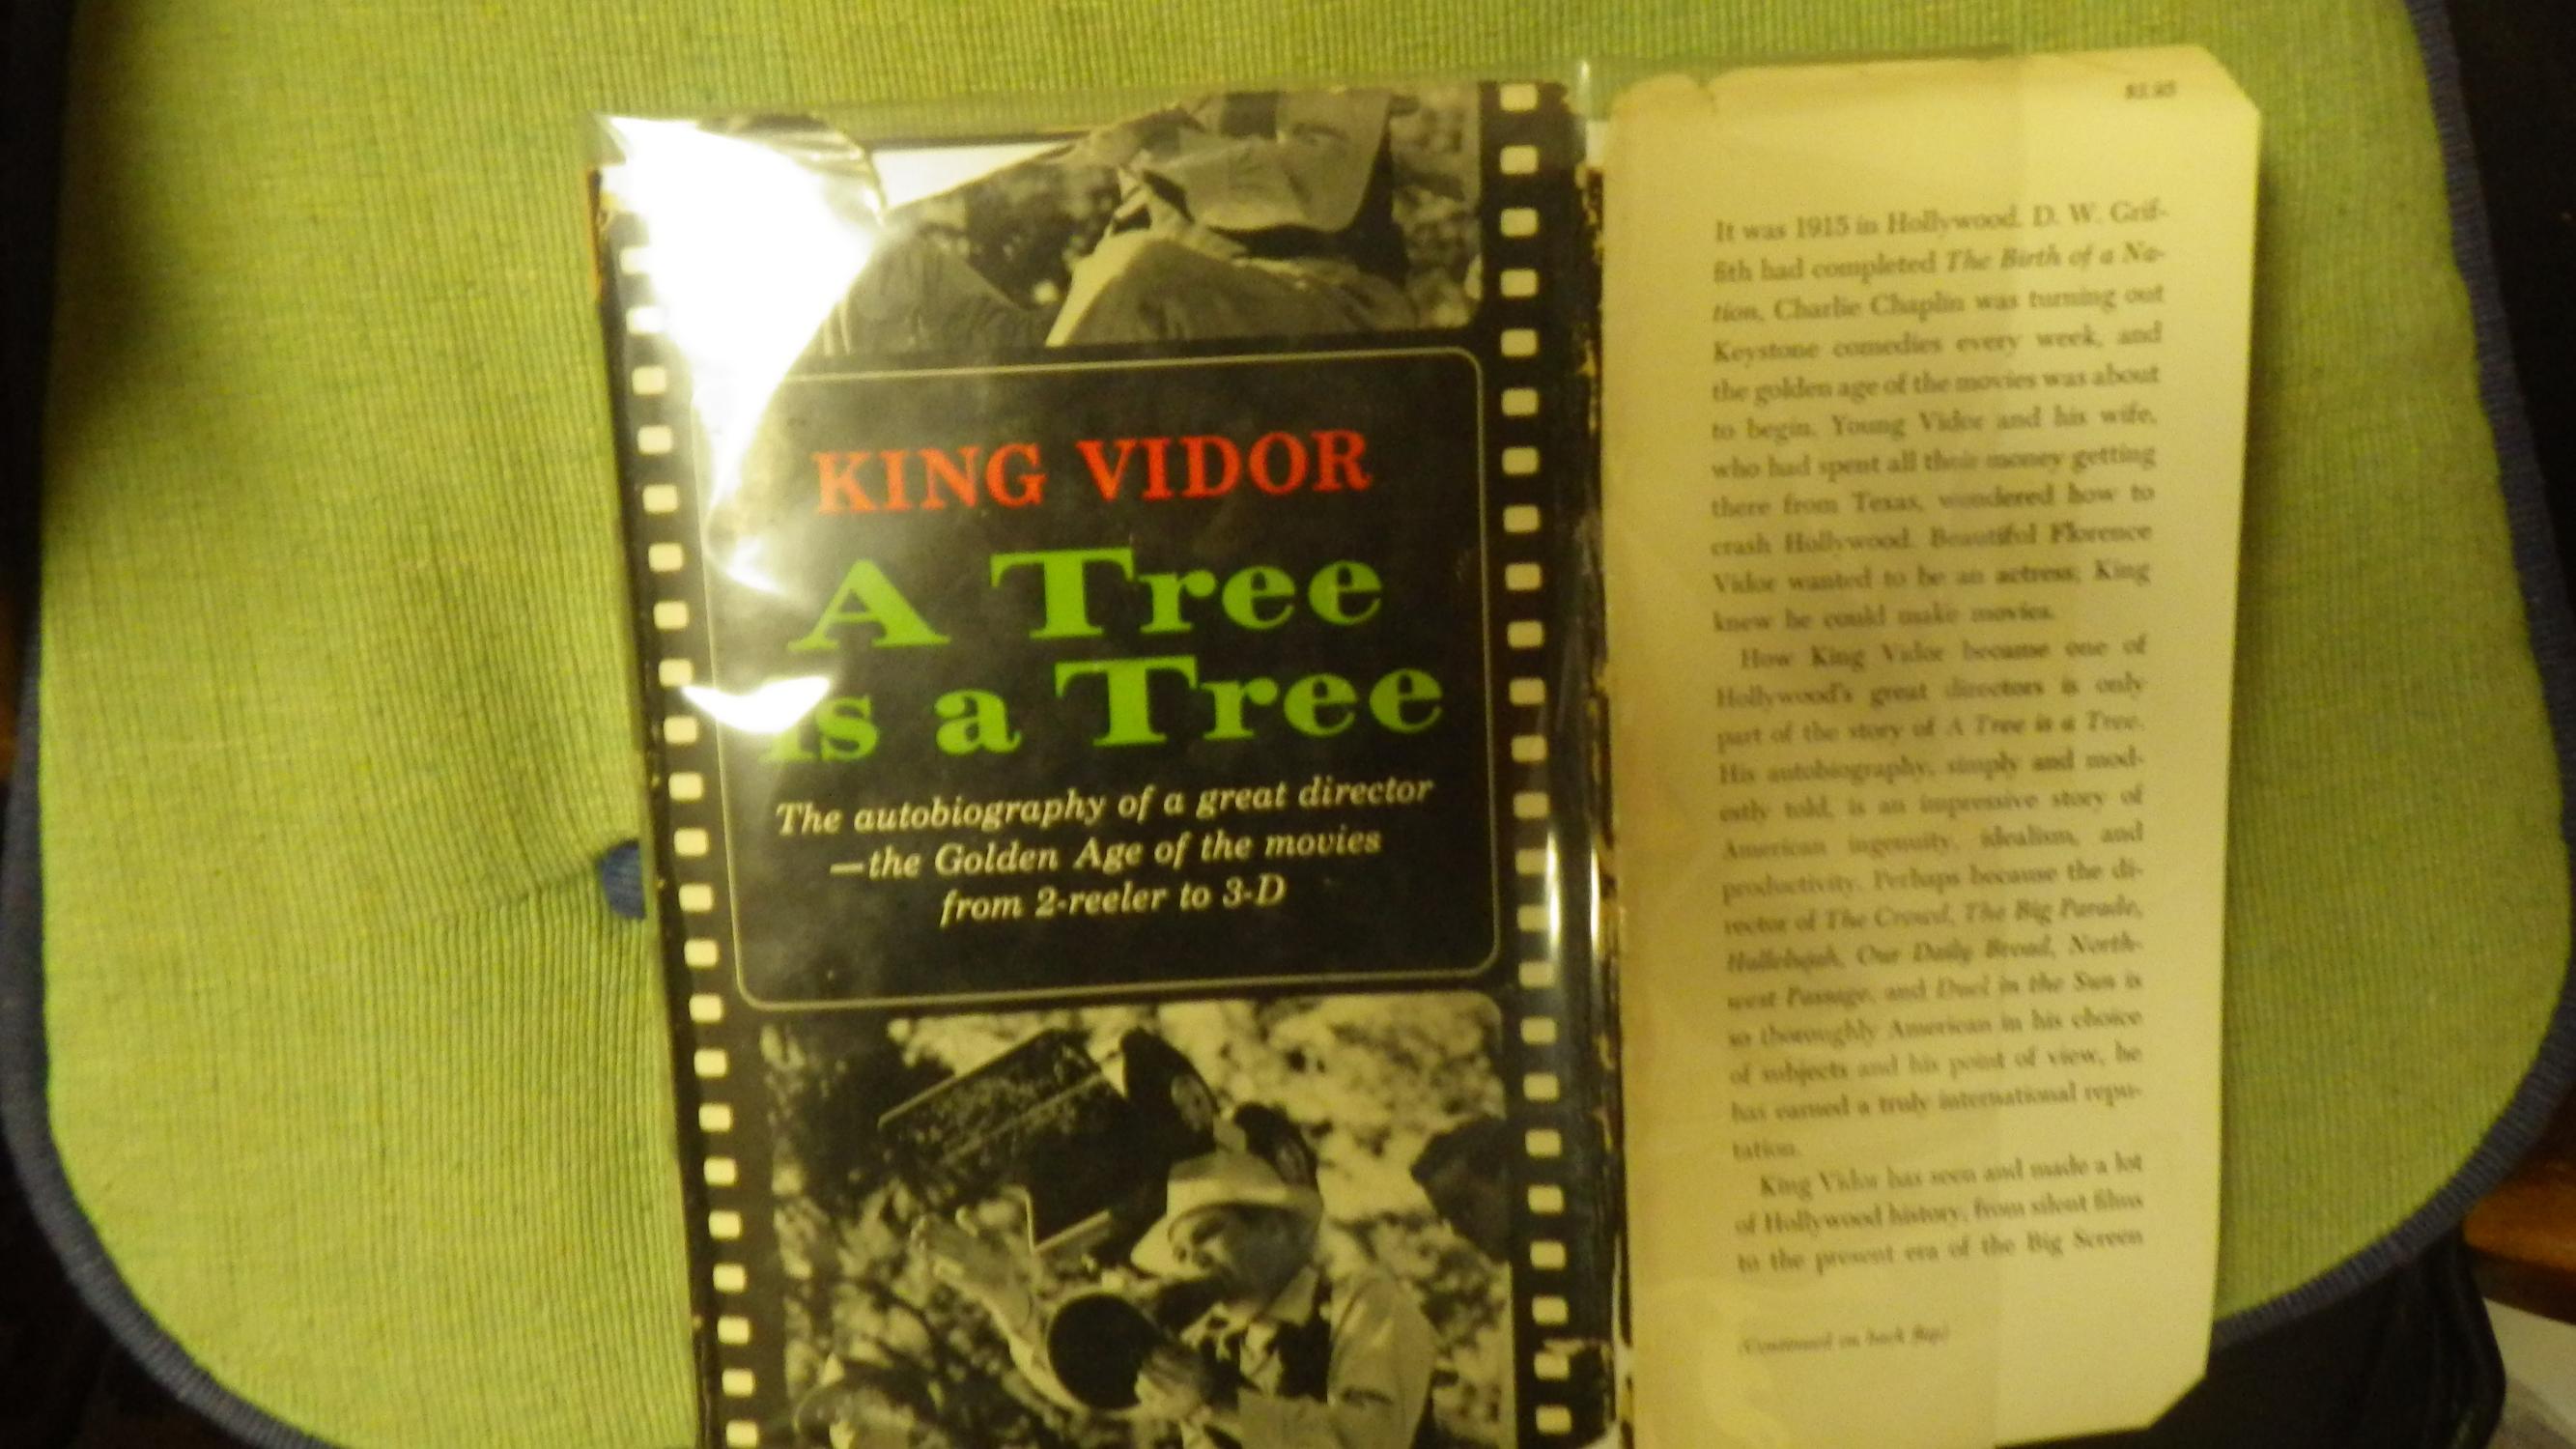 KING VIDOR
A Tree
is a Tree
The autobiography of a great director
—the Golden Age of the movies
from 2-reeler to 3-D
It was 1915 in Hollywood. D. W. Grif-
fith had completed The Birth of a Na-
tion, Charlie Chaplin was turning out
Keystone comedies every week, and
the golden age of the movies was about
to begin. Young Vidor and his wife,
who had spent all their money getting
there from Texas, wondered how to
crash Hollywood. Beautiful Florence
Vidor wanted to be an actress; King
knew he could make movies.
How King Vidor became one of
Hollywood's great directors is only
part of the story of A Tree is a Tree.
His autobiography, simply and mod-
estly told, is an impressive story of
American ingenuity, idealism, and
productivity. Perhaps because the di-
rector of The Crowd, The Big Parade,
Hallelujah, Our Daily Bread, North-
west Passage, and Duel in the Sun is
so thoroughly American in his choice
of subjects and his point of view, he
has earned a truly international repu-
tation.
King Vidor has seen and made a lot
of Hollywood history, from silent films
to the present era of the Big Screen
(Continued on back flap)